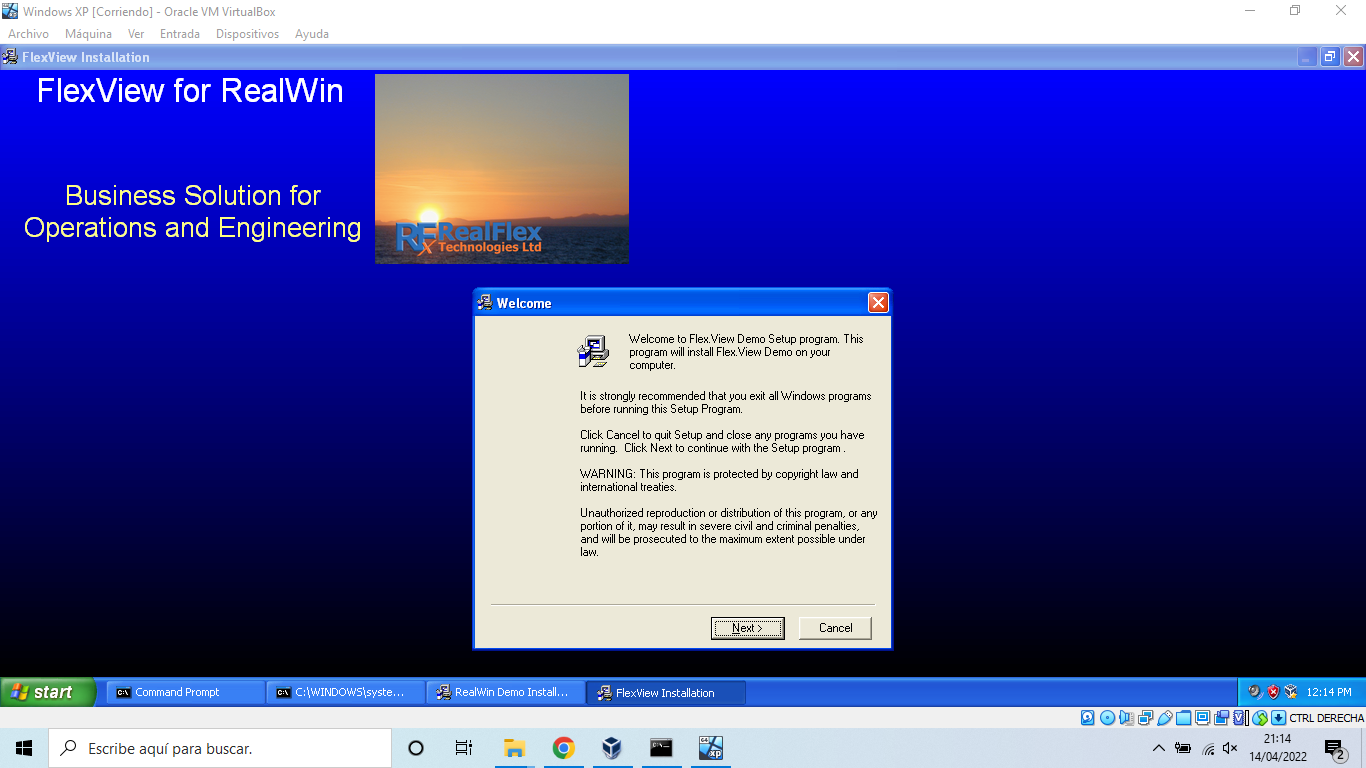 Windows XP [Corriendo] - Oracle VM VirtualBox
Archivo Máquina Ver Entrada Dispositivos Ayuda
FlexView Installation
FlexView for RealWin
Business Solution for
Operations and Engineering
RFx RealFlex
Technologies Ltd
Welcome
Welcome to Flex.View Demo Setup program. This
program will install Flex.View Demo on your
computer.
It is strongly recommended that you exit all Windows programs
before running this Setup Program.
Click Cancel to quit Setup and close any programs you have
running. Click Next to continue with the Setup program .
WARNING: This program is protected by copyright law and
international treaties.
Unauthorized reproduction or distribution of this program, or any
portion of it, may result in severe civil and criminal penalties,
and will be prosecuted to the maximum extent possible under
law.
Next > Cancel
start Command Prompt C:\WINDOWS\syste... RealWin Demo Install... FlexView Installation 12:14 PM
CTRL DERECHA
Escribe aquí para buscar. 21:14
14/04/2022 2